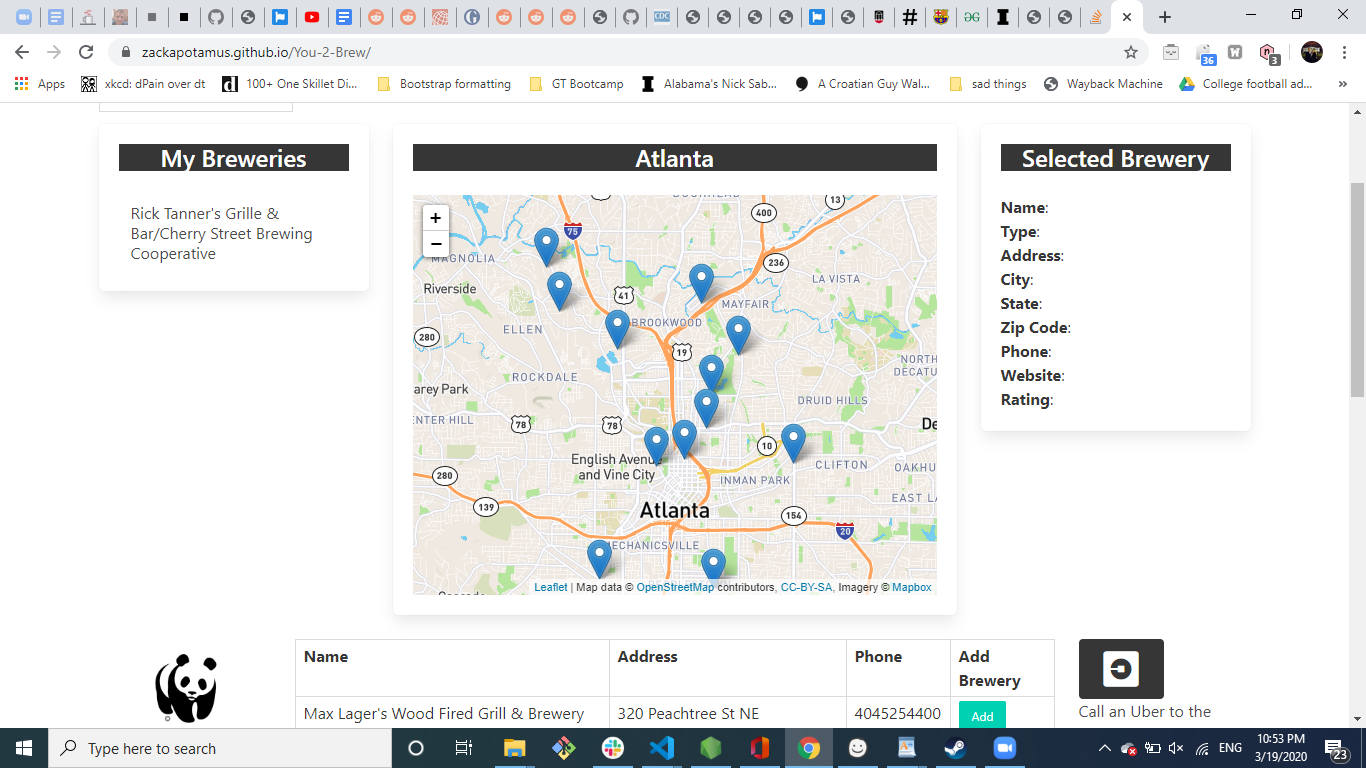 zackapotamus.github.io/You-2-Brew/
36
3
Apps
xkcd: dPain over dt
100+ One Skillet Di...
Bootstrap formatting
GT Bootcamp
Alabama's Nick Sab...
A Croatian Guy Wal...
sad things
Wayback Machine
College football ad...
»
My Breweries
Rick Tanner's Grille &
Bar/Cherry Street Brewing
Cooperative
Atlanta
+
−
13
400
75
236
MAGNOLIA
LA VISTA
Riverside
41
MAYFAIR
ELLEN
BROOKWOOD
280
19
NORTH
DECATU
ROCKDALE
arey Park
DRUID HILLS
ENTER HILL
78
78
De
10
English Avenue
and Vine City
CLIFTON
OAKHU
280
INMAN PARK
EAST LA
139
Atlanta
154
20
MECHANICSVILLE
Leaflet | Map data © OpenStreetMap contributors, CC-BY-SA, Imagery © Mapbox
Selected Brewery
Name:
Type:
Address:
City:
State:
Zip Code:
Phone:
Website:
Rating:
Name
Address
Phone
Add
Brewery
Max Lager's Wood Fired Grill & Brewery
320 Peachtree St NE
4045254400
Add
Call an Uber to the
Type here to search
ENG
10:53 PM
3/19/2020
23